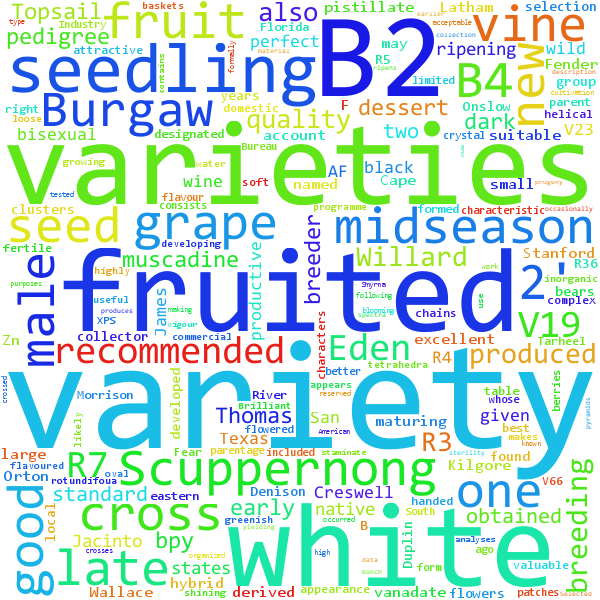 type baskets Florida pistillate Latham selection earlier acceptable collection
Topsail Industry fruit also vine contains
attractive B2 perfect may ripening wild formally ripens material
pedigree seedling R5 B4 limited Fender group description cultivation
right years F Onslow parent helical
loose domestic Burgaw quality dessert dark new V23
bisexual designated account two crystal suitable
varieties
growing water Bureau AF black small
wine soft named Cape
clusters flavour consists programme formed characteristic occasionally
seed grape midseason progeny tested
fertile developing breeder Willard Stanford R36
muscadine productive 2' inorganic
male fruited highly
useful produces Smyrna following use work bears complex
XPS James chains blooming making V19 Tarheel
collector vigour commercial spectra purposes
recommended characters Eden excellent produced
Zn tetrahedra R4
variety
Morrison River appears better table berries whose
Brilliant Thomas San maturing given crossed
developed flowered reserved best makes known pyramids
likely Texas R3 found
large Fear parentage included staminate American sterility V66
R7 Scuppernong Kilgore one
flavoured oval
Orton rotundifoua Denison Creswell handed breeding
standard eastern early native obtained
good local cross greenish B South occurred Duplin analyses ago
Jacinto bpy form valuable
late states white yielding high data bunch
crosses organized hybrid appearance vanadate flowers patches Selected
Wallace shining derived